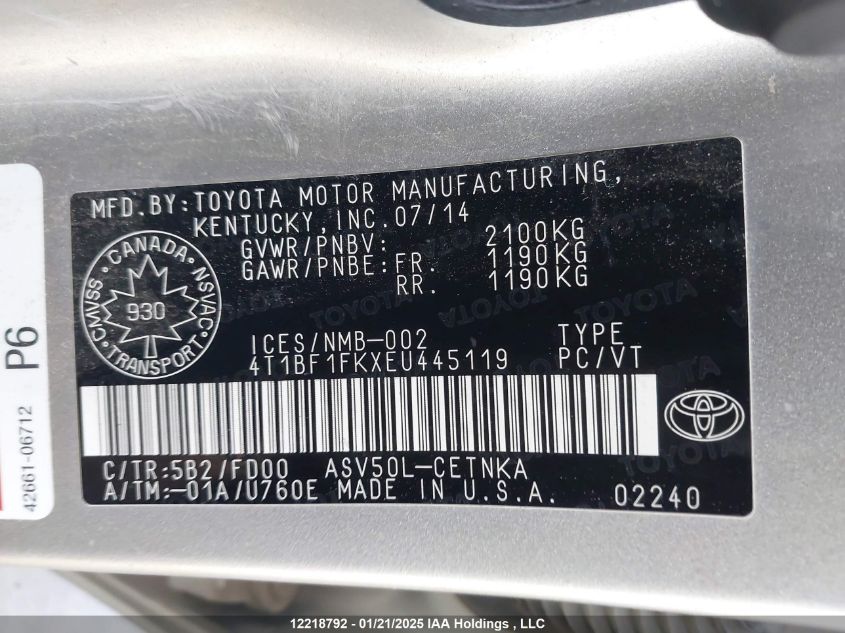 MFD.BY:TOYOTA MOTOR MANUFACTURING,
KENTUCKY, INC. 07/14
GVWR/PNBV: 2100KG
GAWR/PNBE: FR. 1190KG
RR. 1190KG
CMVSS · CANADA · NSVAC · TRANSPORT
930
ICES/NMB-002 TYPE
4T1BF1FKXEU445119 PC/VT
C/TR:5B2/FD00 ASV50L-CETNKA
A/TM:-01A/U760E MADE IN U.S.A. 02240
P6
42661-06712
12218792 - 01/21/2025 IAA Holdings , LLC